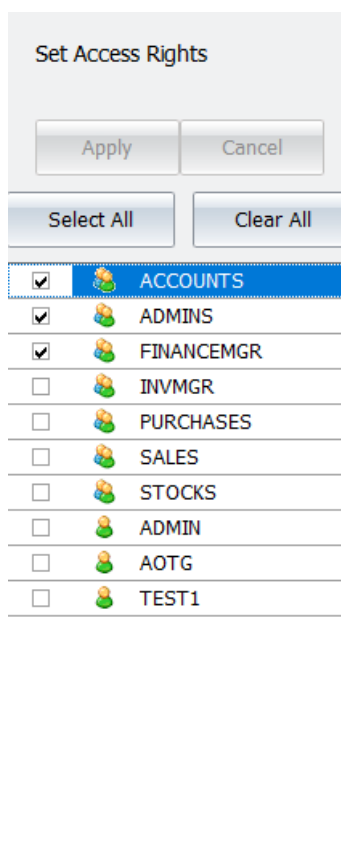 Set Access Rights
Apply Cancel
Select All Clear All
ACCOUNTS
ADMINS
FINANCEMGR
INVMGR
PURCHASES
SALES
STOCKS
ADMIN
AOTG
TEST1